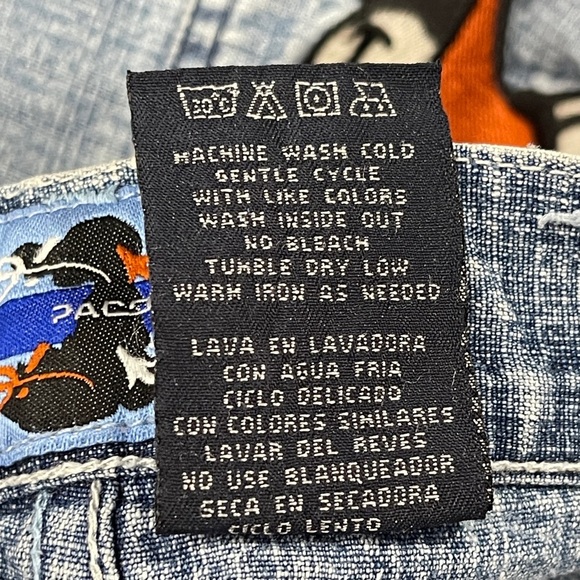 30°C
MACHINE WASH COLD
GENTLE CYCLE
WITH LIKE COLORS
WASH INSIDE OUT
NO BLEACH
TUMBLE DRY LOW
WARM IRON AS NEEDED
LAVA EN LAVADORA
CON AGUA FRIA
CICLO DELICADO
CON COLORES SIMILARES
LAVAR DEL REVES
NO USE BLANQUEADOR
SECA EN SECADORA
CICLO LENTO
PACO